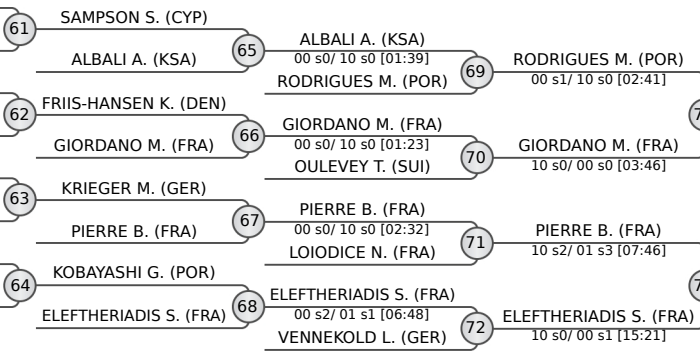 61
SAMPSON S. (CYP)
ALBALI A. (KSA)
65
ALBALI A. (KSA)
00 s0/ 10 s0 [01:39]
RODRIGUES M. (POR)
69
RODRIGUES M. (POR)
00 s1/ 10 s0 [02:41]
62
FRIIS-HANSEN K. (DEN)
GIORDANO M. (FRA)
66
GIORDANO M. (FRA)
00 s0/ 10 s0 [01:23]
OULEVEY T. (SUI)
70
GIORDANO M. (FRA)
10 s0/ 00 s0 [03:46]
63
KRIEGER M. (GER)
PIERRE B. (FRA)
67
PIERRE B. (FRA)
00 s0/ 10 s0 [02:32]
LOIODICE N. (FRA)
71
PIERRE B. (FRA)
10 s2/ 01 s3 [07:46]
64
KOBAYASHI G. (POR)
ELEFTHERIADIS S. (FRA)
68
ELEFTHERIADIS S. (FRA)
00 s2/ 01 s1 [06:48]
VENNEKOLD L. (GER)
72
ELEFTHERIADIS S. (FRA)
10 s0/ 00 s1 [15:21]